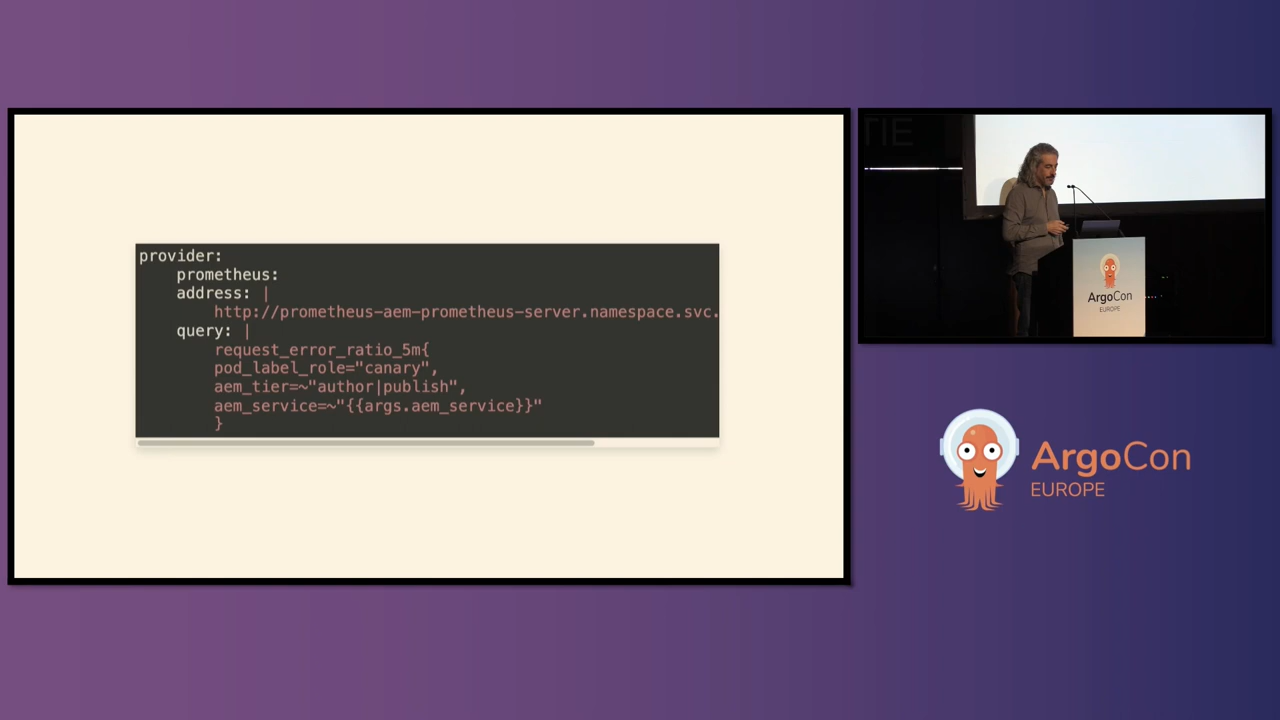 provider:
    prometheus:
    address: |
        http://prometheus-aem-prometheus-server.namespace.svc.
    query: |
        request_error_ratio_5m{
        pod_label_role="canary",
        aem_tier=~"author|publish",
        aem_service=~"{{args.aem_service}}"
        }
TIE
ArgoCon
EUROPE
ArgoCon
EUROPE